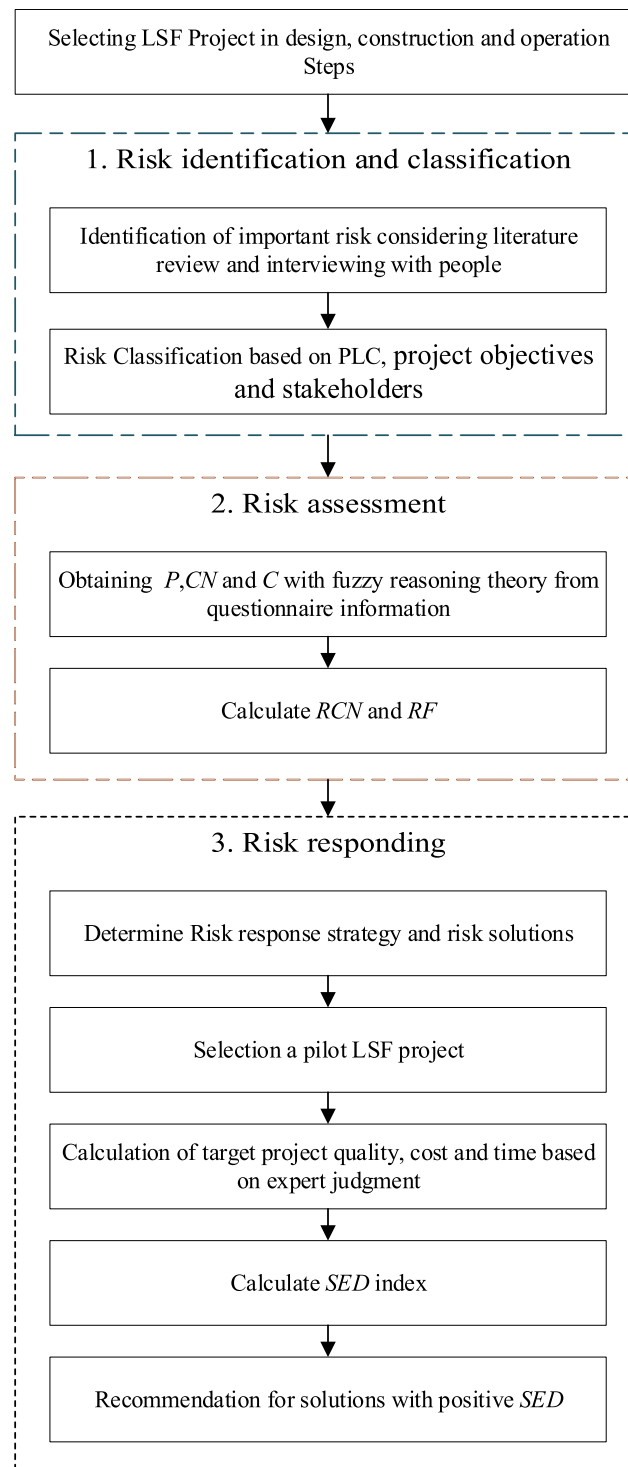 Selecting LSF Project in design, construction and operation
Steps
1. Risk identification and classification
Identification of important risk considering literature
review and interviewing with people
Risk Classification based on PLC, project objectives
and stakeholders
2. Risk assessment
Obtaining P,CN and C with fuzzy reasoning theory from
questionnaire information
Calculate RCN and RF
3. Risk responding
Determine Risk response strategy and risk solutions
Selection a pilot LSF project
Calculation of target project quality, cost and time based
on expert judgment
Calculate SED index
Recommendation for solutions with positive SED